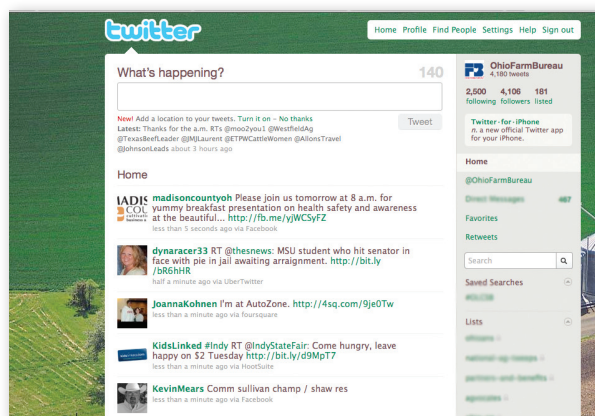 twitter
Home Profile Find People Settings Help Sign out
What's happening?
140
New! Add a location to your tweets. Turn it on – No thanks
Latest: Thanks for the a.m. RTs @moo2you1 @WestfieldAg
@TexasBeefLeader @JMJLaurent @ETPWCattleWomen @AllonsTravel
@JohnsonLeads about 3 hours ago
Tweet
Home
madisoncountyoh Please join us tomorrow at 8 a.m. for
yummy breakfast presentation on health safety and awareness
at the beautiful... http://fb.me/yjWCSyFZ
less than 5 seconds ago via Facebook
dynaracer33 RT @thesnews: MSU student who hit senator in
face with pie in jail awaiting arraignment. http://bit.ly
/bR6hHR
half a minute ago via UberTwitter
JoannaKohnen I'm at AutoZone. http://4sq.com/9je0Tw
less than a minute ago via foursquare
KidsLinked #Indy RT @IndyStateFair: Come hungry, leave
happy on $2 Tuesday http://bit.ly/d9MpT7
less than a minute ago via HootSuite
KevinMears Comm sullivan champ / shaw res
less than a minute ago via Facebook
OhioFarmBureau
4,180 tweets
2,500 4,106 181
following followers listed
Twitter-for-iPhone
n. a new official Twitter app
for your iPhone.
Home
@OhioFarmBureau
Direct Messages 467
Favorites
Retweets
Search
Saved Searches
Lists